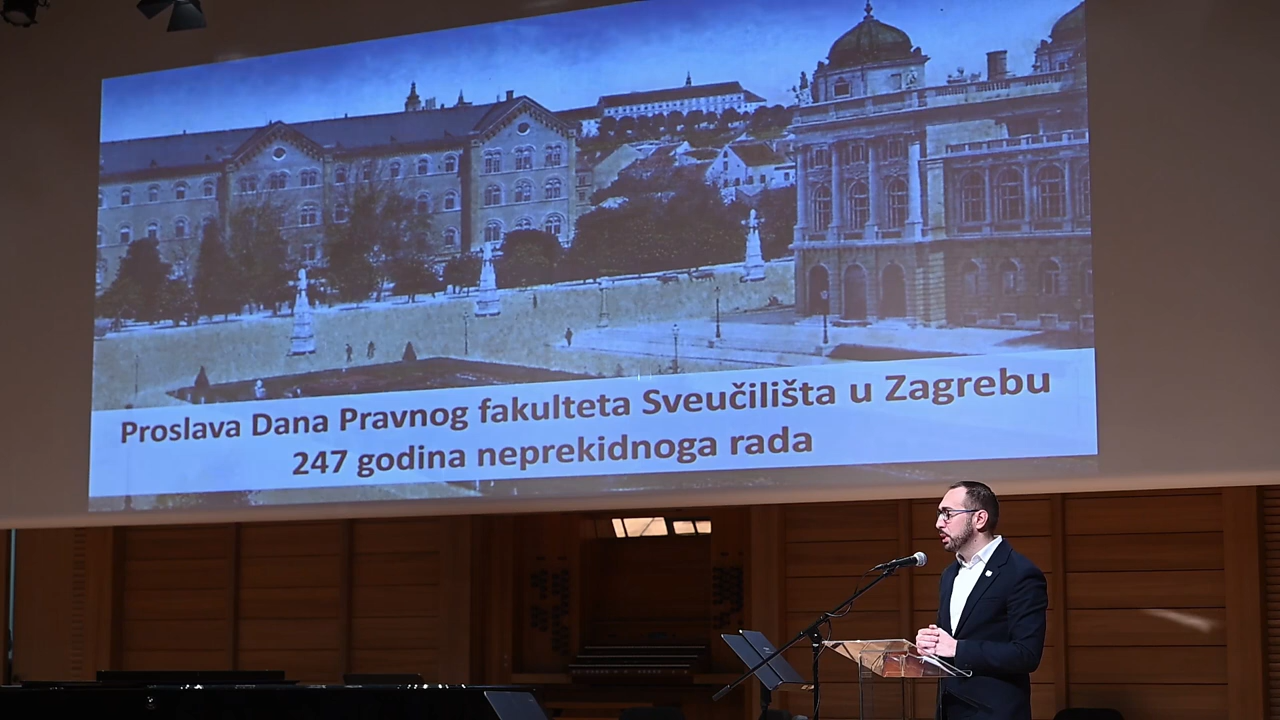 Proslava Dana Pravnog fakulteta Sveučilišta u Zagrebu
247 godina neprekidnoga rada